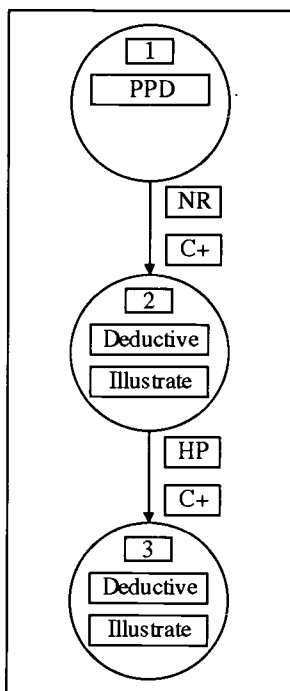 1
PPD
NR
C+
2
Deductive
Illustrate
HP
C+
3
Deductive
Illustrate